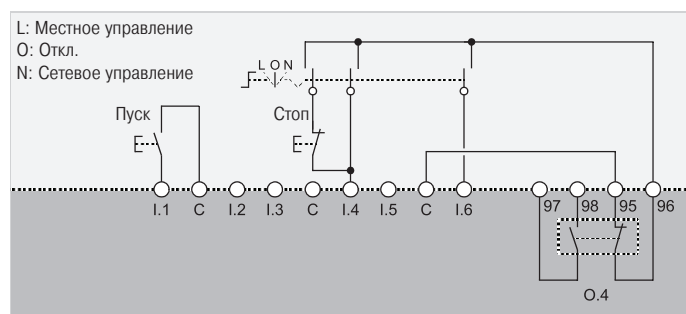 L: Местное управление
O: Откл.
N: Сетевое управление
L O N
Пуск
Стоп
I.1 C I.2 I.3 C I.4 I.5 C I.6 97 98 95 96
O.4